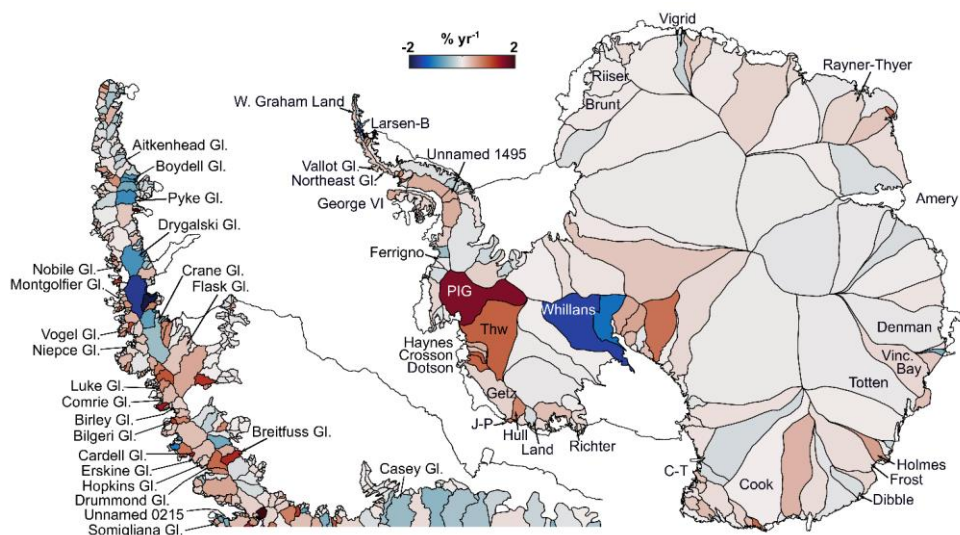 % yr-1
-2
2
Vigrid
Riiser
Brunt
Rayner-Thyer
W. Graham Land
Larsen-B
Unnamed 1495
Vallot Gl.
Northeast Gl.
George VI
Amery
Aitkenhead Gl.
Boydell Gl.
Pyke Gl.
Drygalski Gl.
Nobile Gl.
Crane Gl.
Montgolfier Gl.
Flask Gl.
Ferrigno
PIG
Whillans
Thw
Vogel Gl.
Niepce Gl.
Haynes
Crosson
Dotson
Denman
Vinc.
Bay
Totten
Luke Gl.
Comrie Gl.
Getz
Birley Gl.
Bilgeri Gl.
J-P
Hull
Land
Richter
Breitfuss Gl.
Cardell Gl.
Erskine Gl.
Hopkins Gl.
Drummond Gl.
Unnamed 0215
Somigliana Gl.
Casey Gl.
C-T
Cook
Holmes
Frost
Dibble